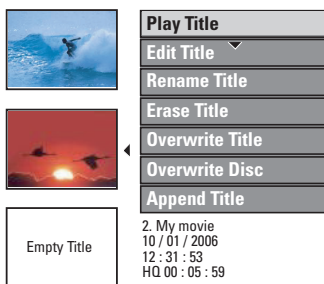 Play Title
Edit Title
Rename Title
Erase Title
Overwrite Title
Overwrite Disc
Append Title
Empty Title
2. My movie
10 / 01 / 2006
12 : 31 : 53
HQ 00 : 05 : 59